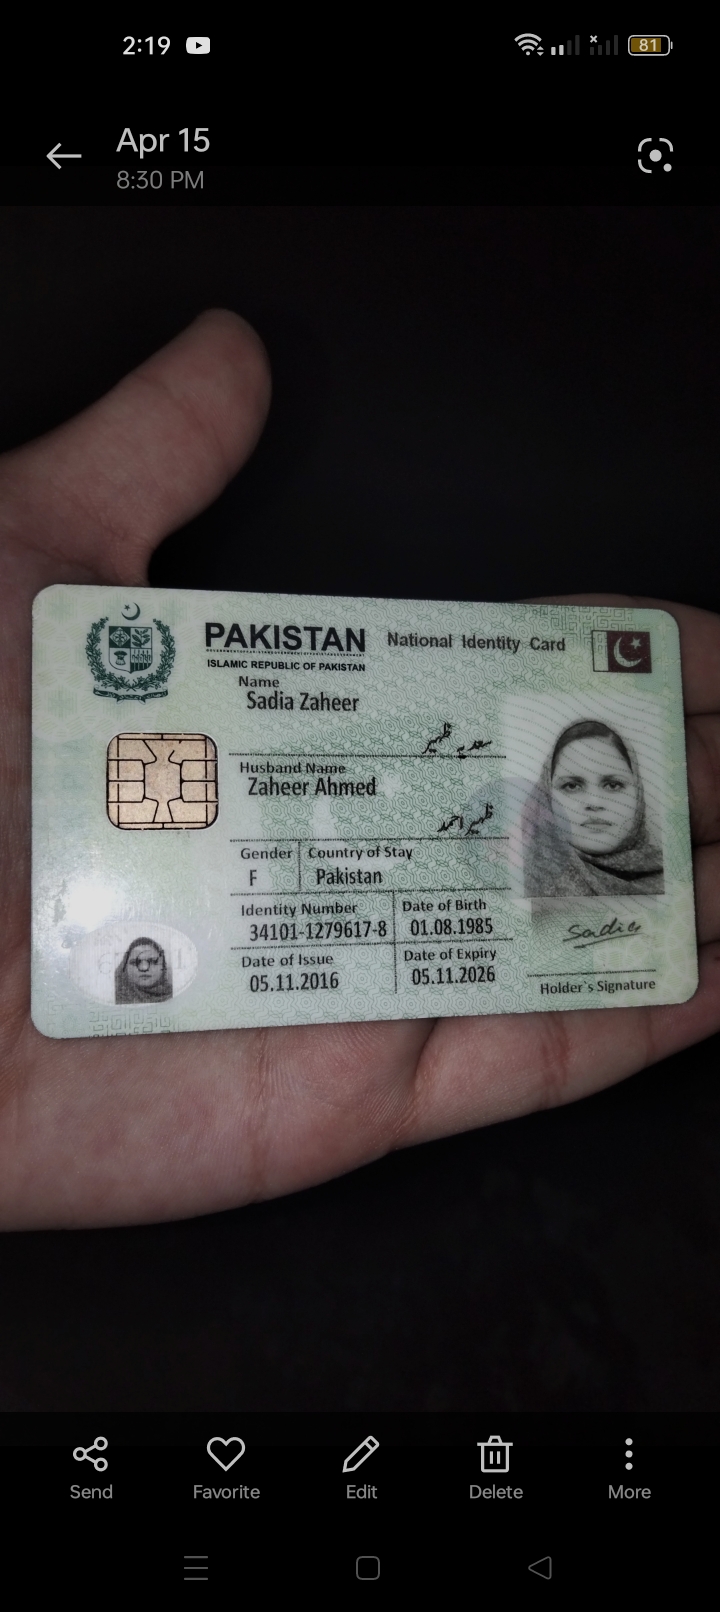 2:19
81
Apr 15
8:30 PM
PAKISTAN National Identity Card
ISLAMIC REPUBLIC OF PAKISTAN
Name
Sadia Zaheer
سعدیہ ظہیر
Husband Name
Zaheer Ahmed
ظہیر احمد
Gender Country of Stay
F Pakistan
Identity Number Date of Birth
34101-1279617-8 01.08.1985
Date of Issue Date of Expiry
05.11.2016 05.11.2026
Sadia
Holder`s Signature
Send Favorite Edit Delete More